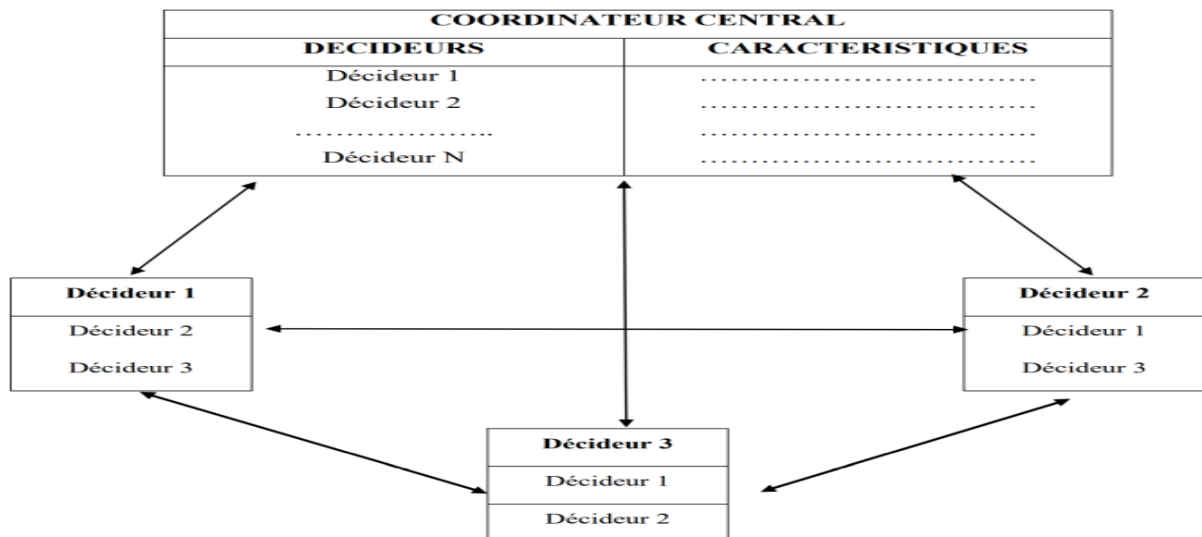 COORDINATEUR CENTRAL
DECIDEURS
CARACTERISTIQUES
Décideur 1
................................
Décideur 2
................................
...................
................................
Décideur N
................................
Décideur 1
Décideur 2
Décideur 3
Décideur 2
Décideur 1
Décideur 3
Décideur 3
Décideur 1
Décideur 2